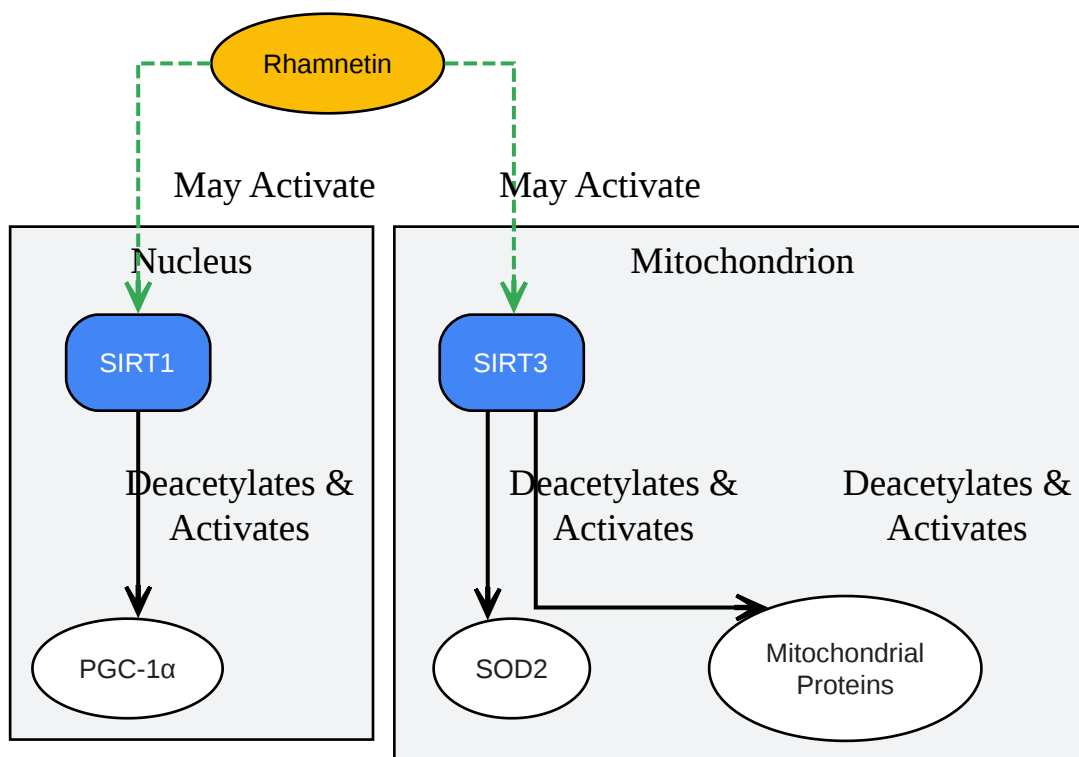 Rhamnetin
May Activate
May Activate
Nucleus
Mitochondrion
SIRT1
SIRT3
Deacetylates &
Activates
Deacetylates &
Activates
Deacetylates &
Activates
PGC-1α
SOD2
Mitochondrial
Proteins